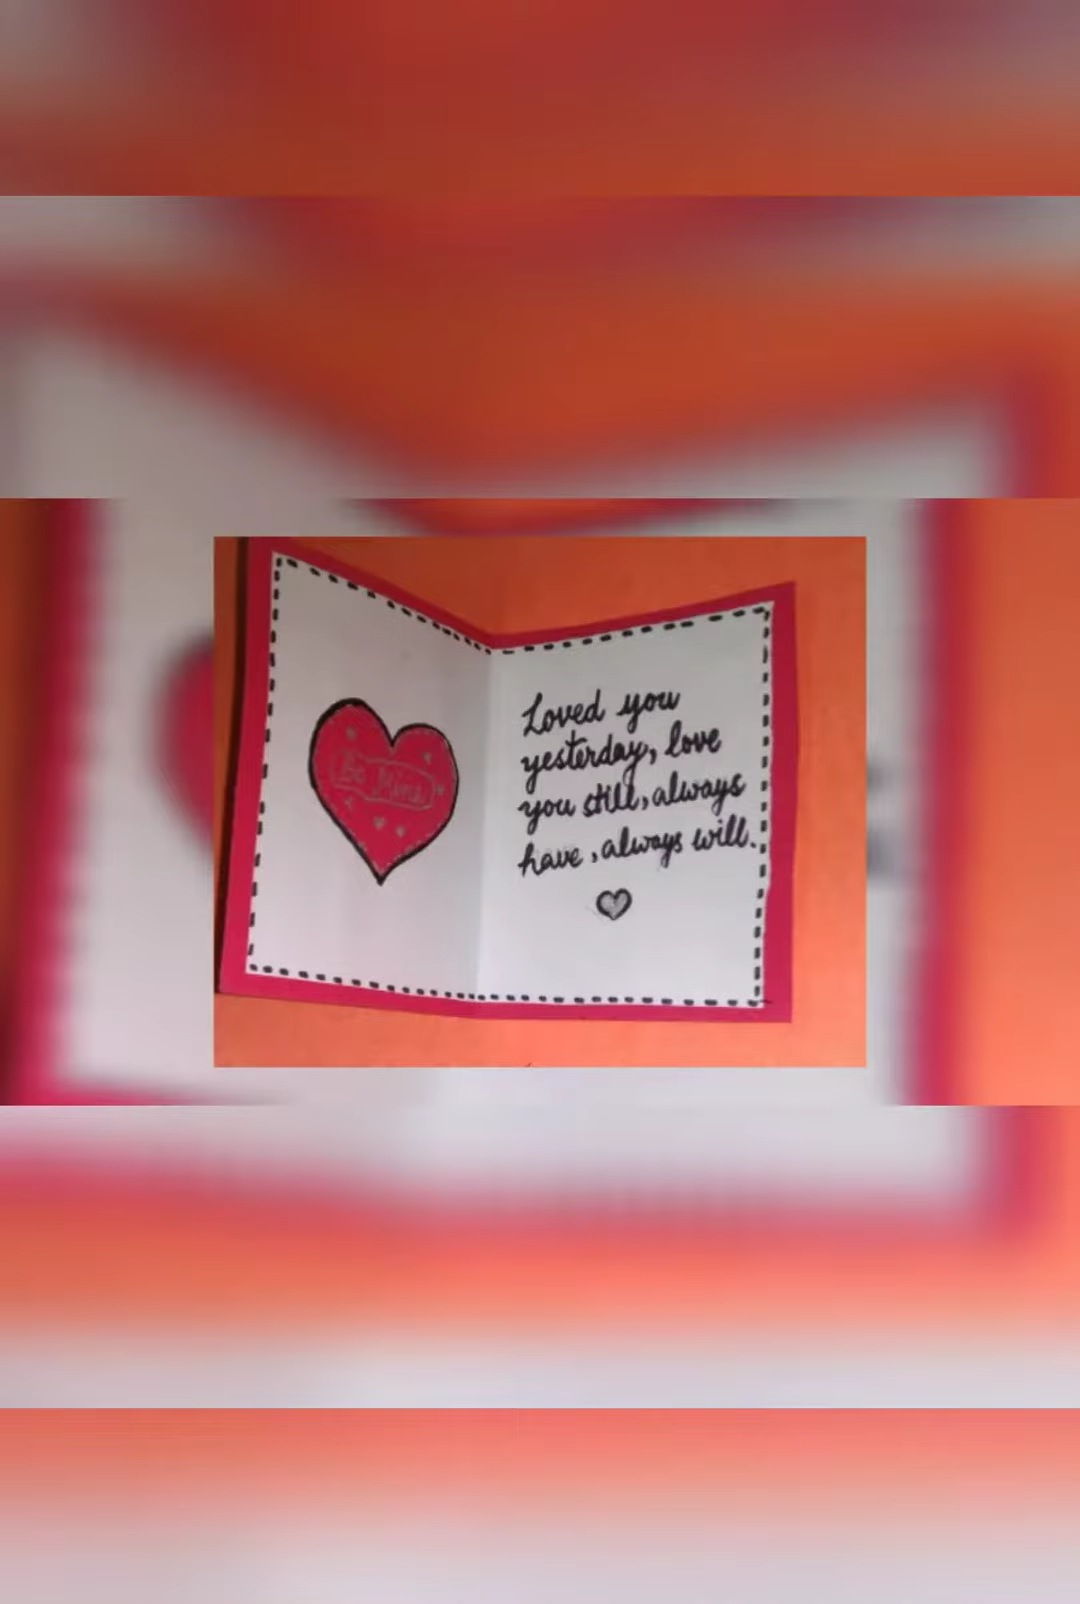 Be Mine
Loved you
yesterday, love
you still, always
have, always will.